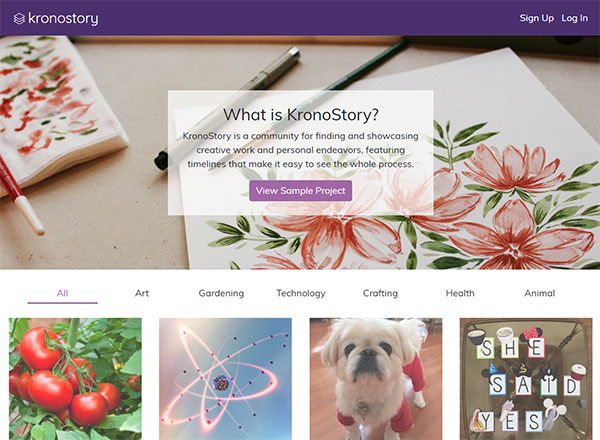 kronostory
Sign Up Log In
What is KronoStory?
KronoStory is a community for finding and showcasing
creative work and personal endeavors, featuring
timelines that make it easy to see the whole process.
View Sample Project
All Art Gardening Technology Crafting Health Animal
SHE
SAID
YES